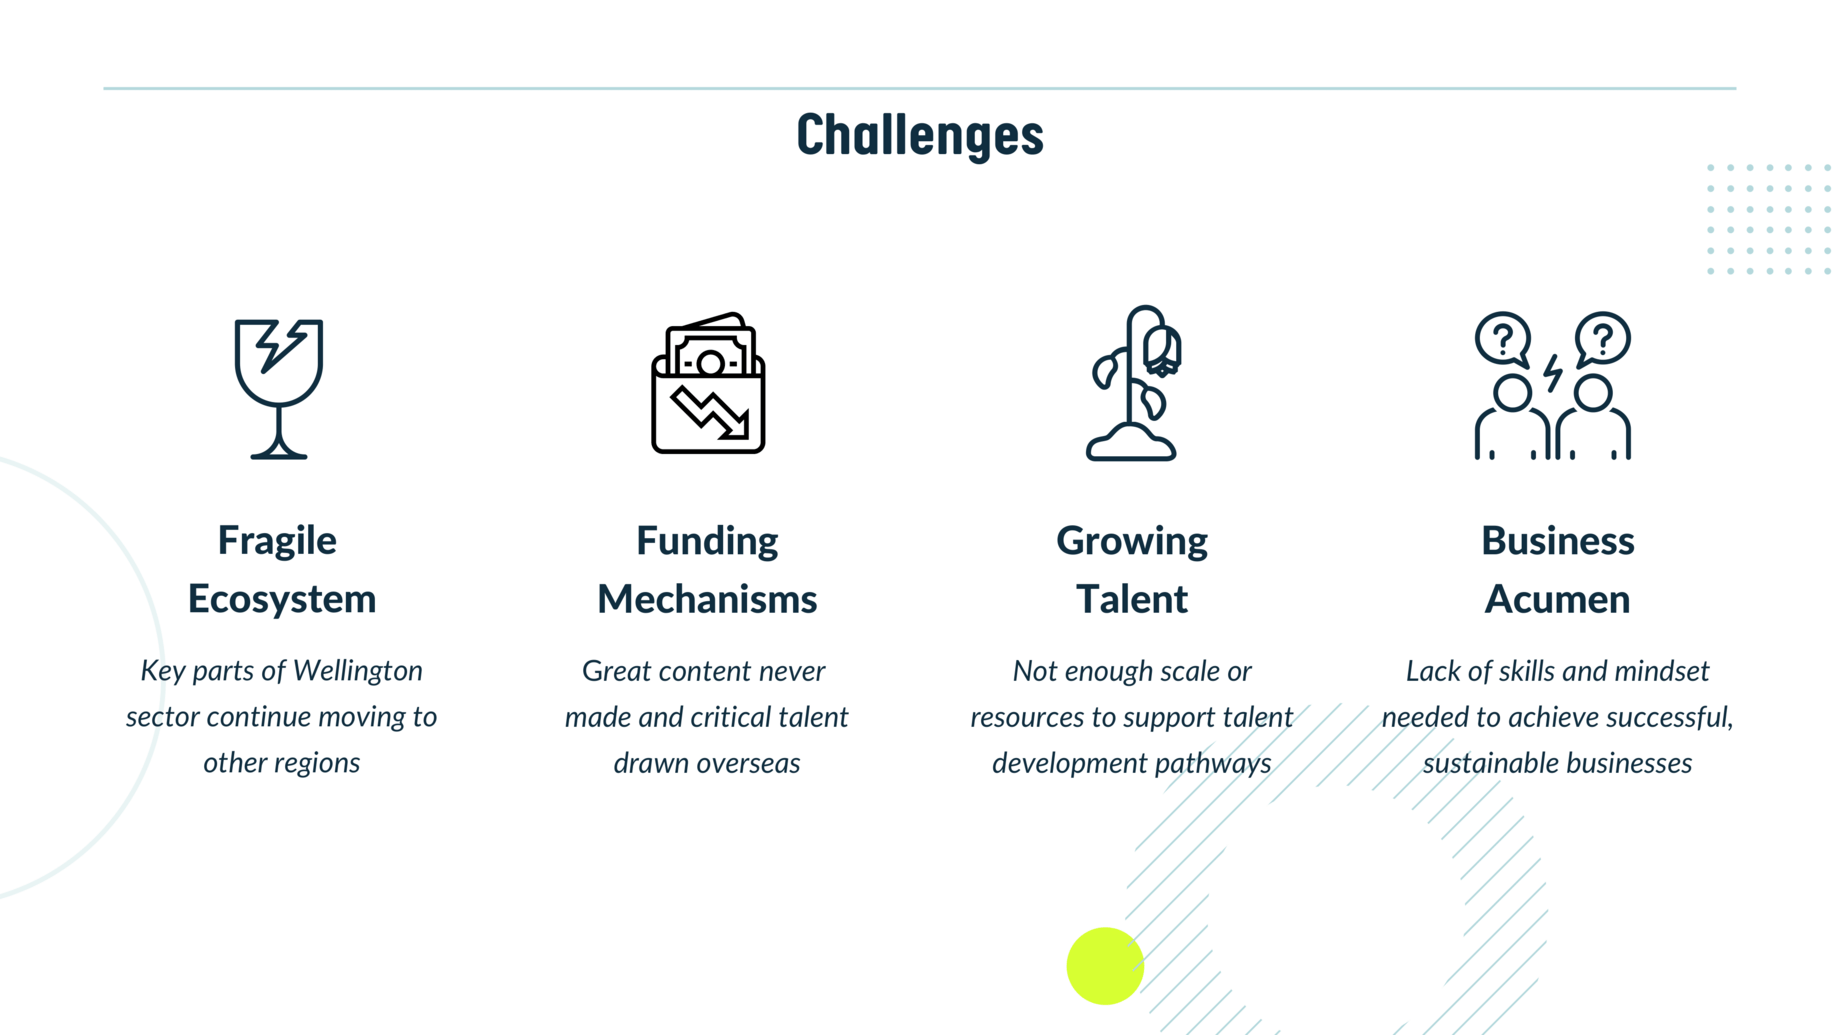 Challenges
Fragile
Ecosystem
Key parts of Wellington
sector continue moving to
other regions
Funding
Mechanisms
Great content never
made and critical talent
drawn overseas
Growing
Talent
Not enough scale or
resources to support talent
development pathways
? ?
Business
Acumen
Lack of skills and mindset
needed to achieve successful,
sustainable businesses